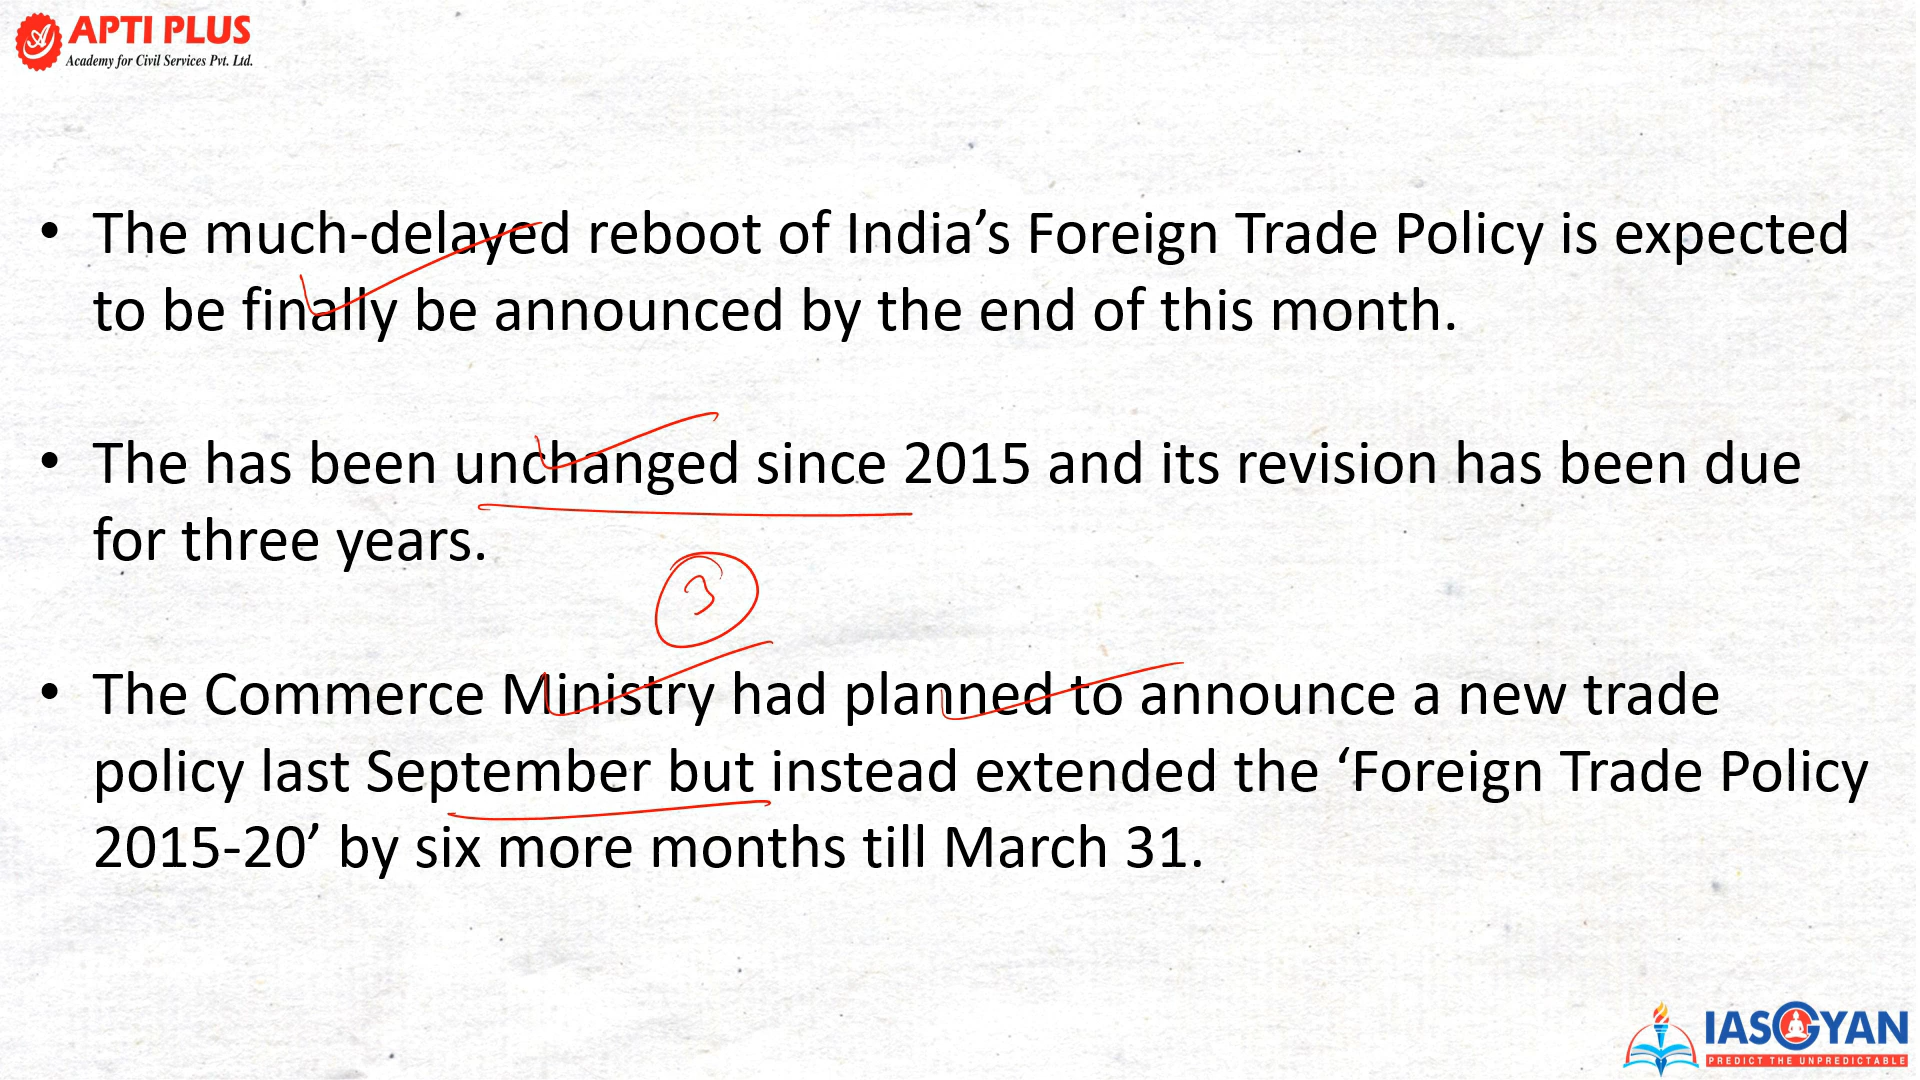 APTI PLUS
Academy for Civil Services Pvt. Ltd.
• The much-delayed reboot of India’s Foreign Trade Policy is expected
to be finally be announced by the end of this month.
• The has been unchanged since 2015 and its revision has been due
for three years.
3
• The Commerce Ministry had planned to announce a new trade
policy last September but instead extended the ‘Foreign Trade Policy
2015-20’ by six more months till March 31.
IASGYAN
PREDICT THE UNPREDICTABLE